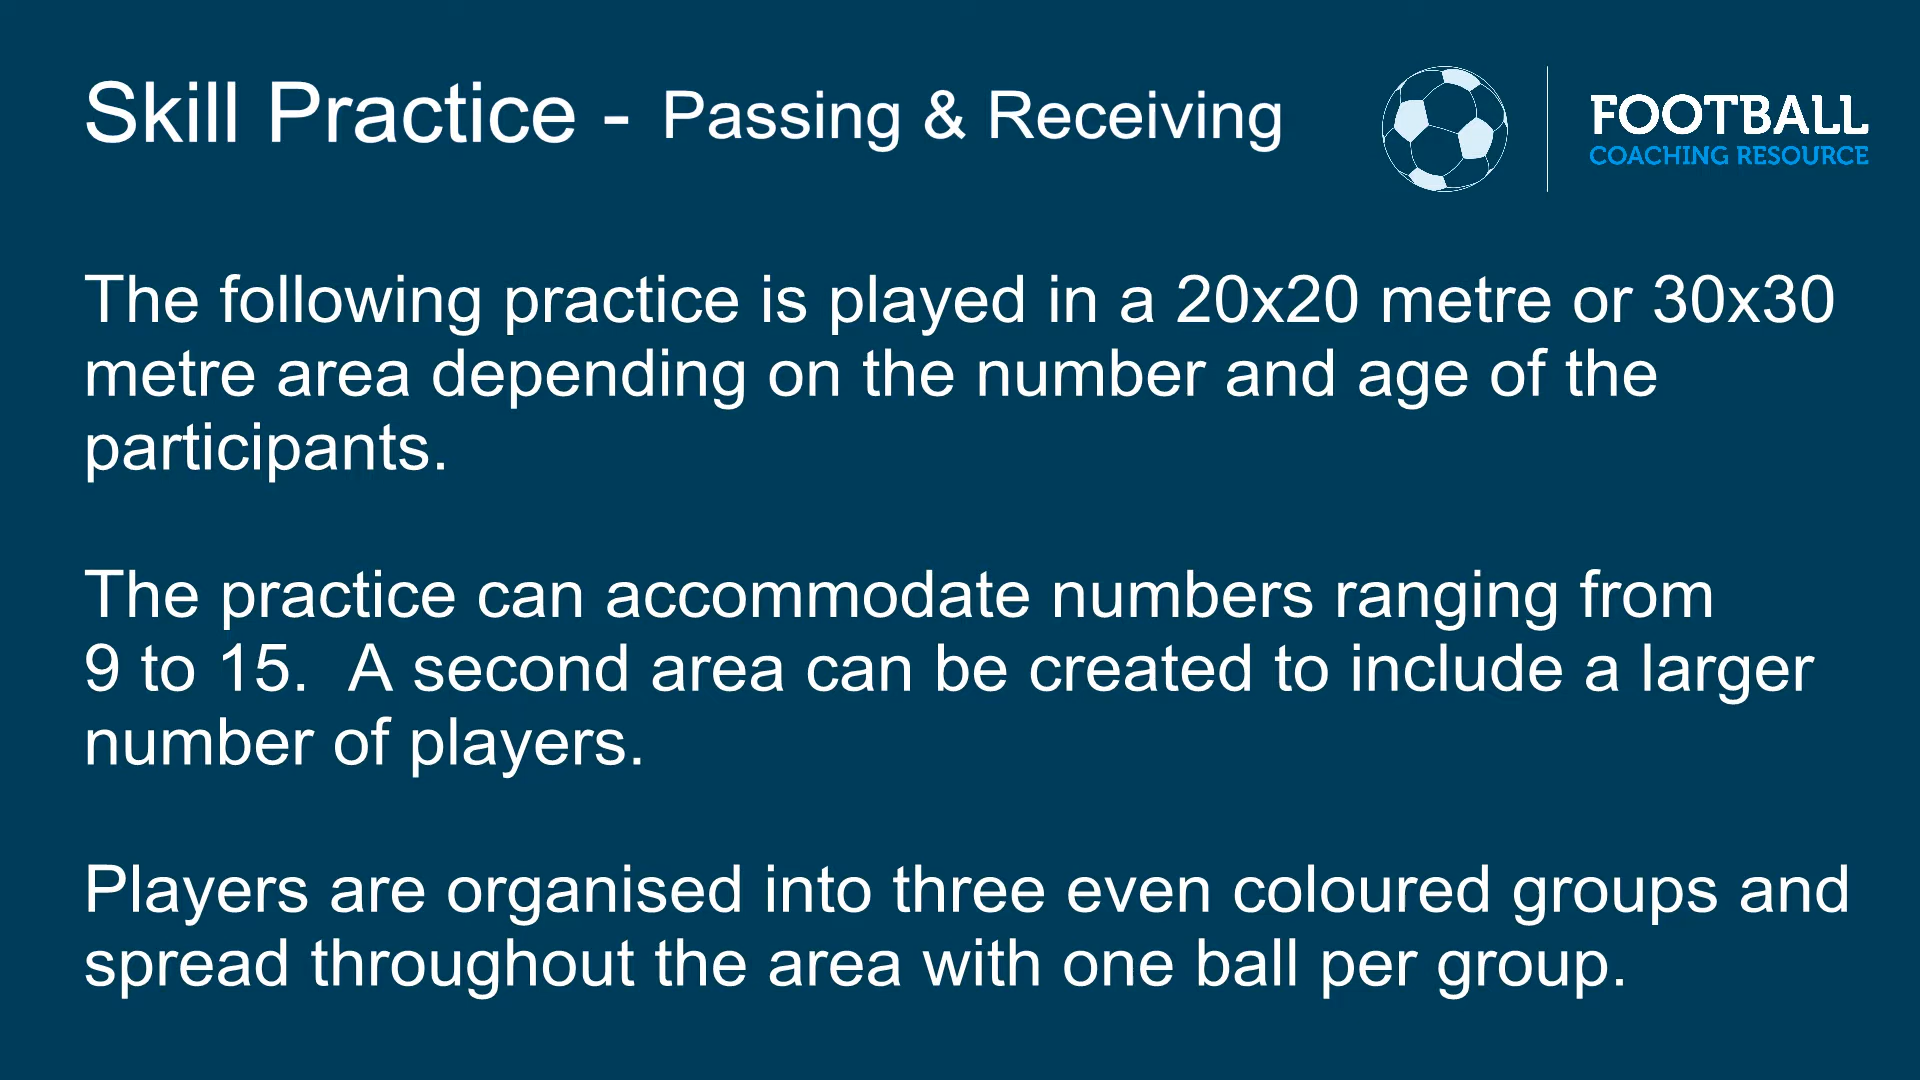 Skill Practice - Passing & Receiving
FOOTBALL
COACHING RESOURCE
The following practice is played in a 20x20 metre or 30x30
metre area depending on the number and age of the
participants.
The practice can accommodate numbers ranging from
9 to 15.  A second area can be created to include a larger
number of players.
Players are organised into three even coloured groups and
spread throughout the area with one ball per group.